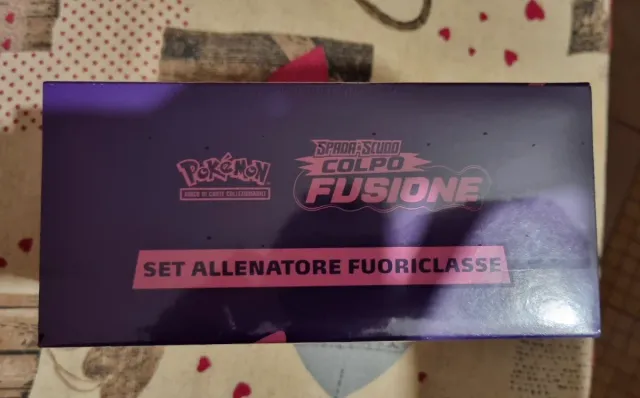 Pokémon
GIOCO DI CARTE COLLEZIONABILI
SPADA E SCUDO
COLPO
FUSIONE
SET ALLENATORE FUORICLASSE